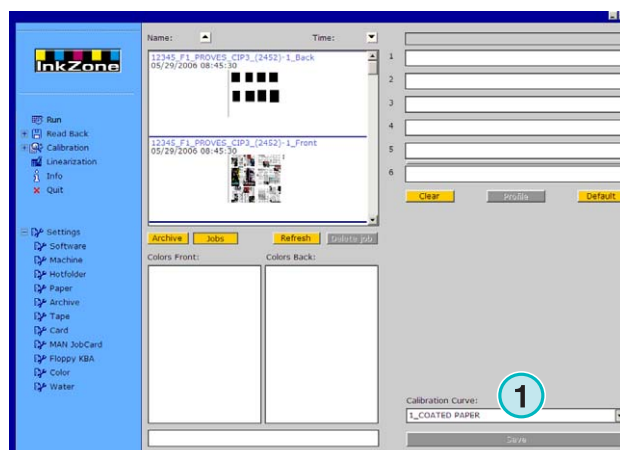 InkZone
Run
Read Back
Calibration
Linearization
Info
Quit
Settings
Software
Machine
Hotfolder
Paper
Archive
Tape
Card
MAN JobCard
Floppy KBA
Color
Water
Name:
Time:
12345_F1_PROVES_CIP3_(2452)-1_Back
05/29/2006 08:45:30
12345_F1_PROVES_CIP3_(2452)-1_Front
05/29/2006 08:45:30
Archive
Jobs
Refresh
Delete job
Colors Front:
Colors Back:
1
2
3
4
5
6
Clear
Profile
Default
1
Calibration Curve:
1_COATED PAPER
Save